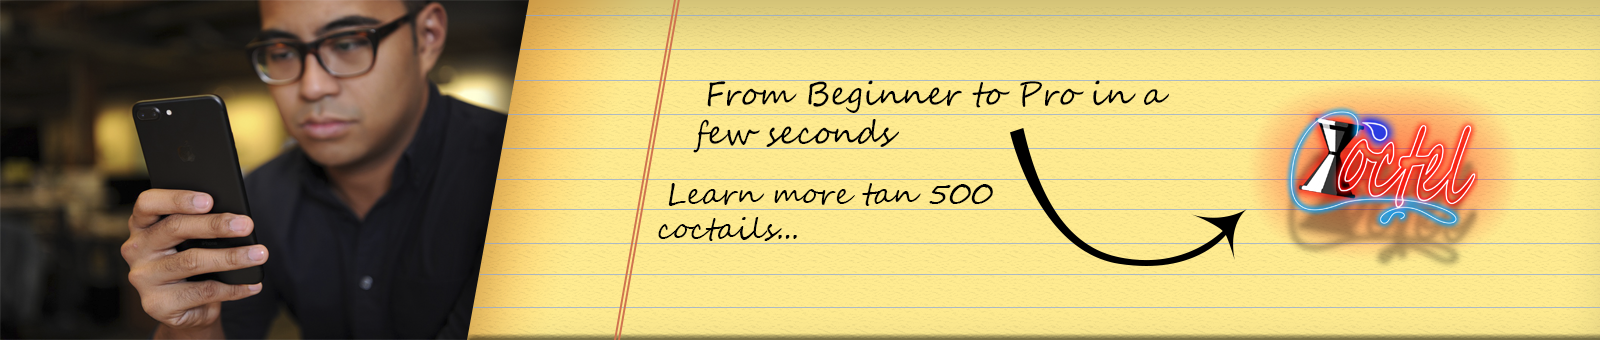 From Beginner to Pro in a
few seconds
Learn more tan 500
coctails...
Coctel